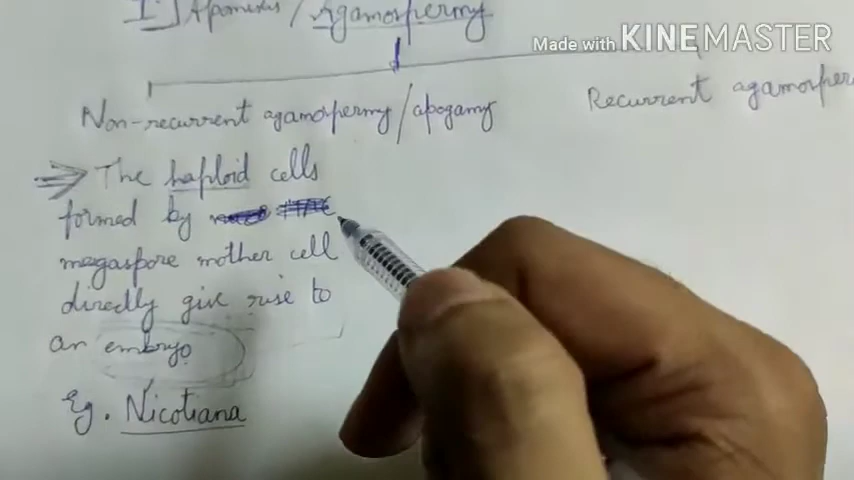 I.] Apomixis / Agamospermy
Made with KINEMASTER
Non-recurrent agamospermy/apogamy
Recurrent agamosper
⇒ The haploid cells
formed by
megaspore mother cell
directly give rise to
an embryo
Eg. Nicotiana